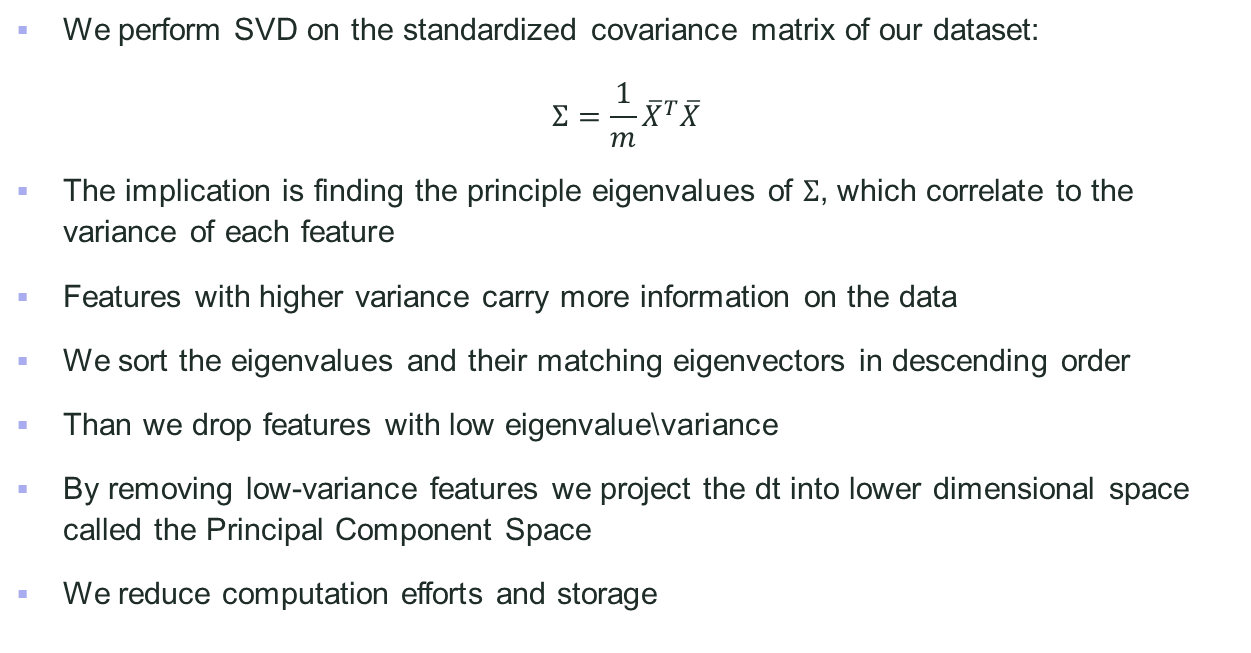 ▪ We perform SVD on the standardized covariance matrix of our dataset:
Σ = 1/m X̄ᵀX̄
▪ The implication is finding the principle eigenvalues of Σ, which correlate to the
variance of each feature
▪ Features with higher variance carry more information on the data
▪ We sort the eigenvalues and their matching eigenvectors in descending order
▪ Than we drop features with low eigenvalue\variance
▪ By removing low-variance features we project the dt into lower dimensional space
called the Principal Component Space
▪ We reduce computation efforts and storage